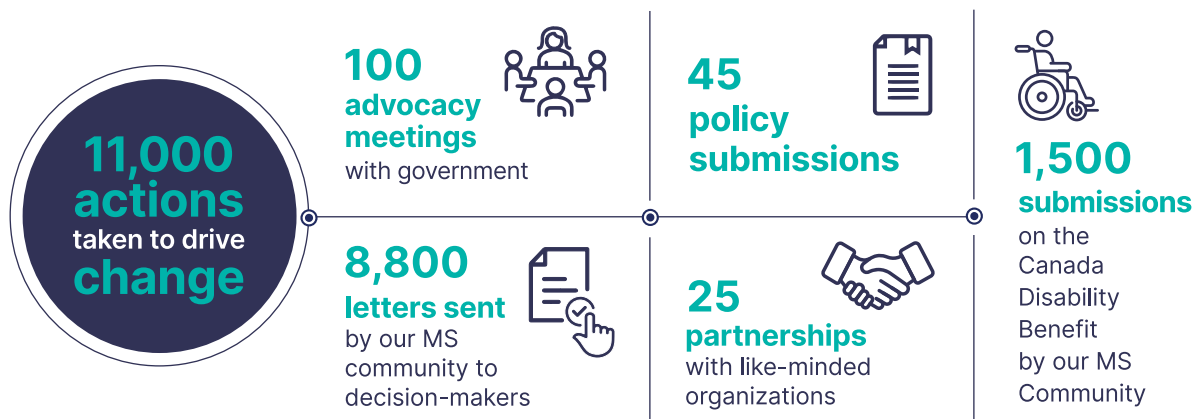 11,000
actions
taken to drive
change
100
advocacy
meetings
with government
8,800
letters sent
by our MS
community to
decision-makers
45
policy
submissions
25
partnerships
with like-minded
organizations
1,500
submissions
on the
Canada
Disability
Benefit
by our MS
Community